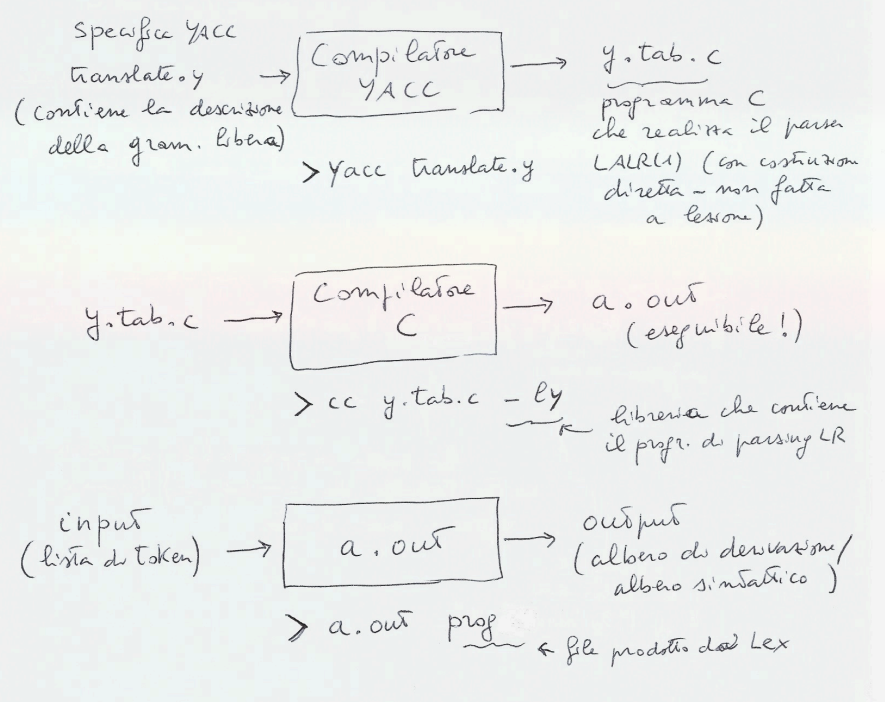 specifica YACC
translate.y → Compilatore YACC → y.tab.c
(contiene la descrizione
della gram. libera)
programma C
che realizza il parser
LALR(1) (con costruzione
diretta - non fatta
a lezione)
> Yacc translate.y
y.tab.c → Compilatore C → a.out
(eseguibile!)
> cc y.tab.c -ly
← libreria che contiene
il progr. di parsing LR
input
(lista di token) → a.out → output
(albero di derivazione/
albero sintattico)
> a.out prog
← file prodotto da Lex